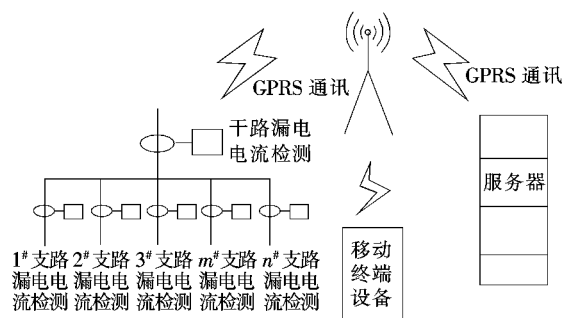 GPRS 通讯
GPRS 通讯
干路漏电
电流检测
服务器
1# 支路 2# 支路 3# 支路 m# 支路 n# 支路
漏电电 漏电电 漏电电 漏电电 漏电电
流检测 流检测 流检测 流检测 流检测
移动
终端
设备